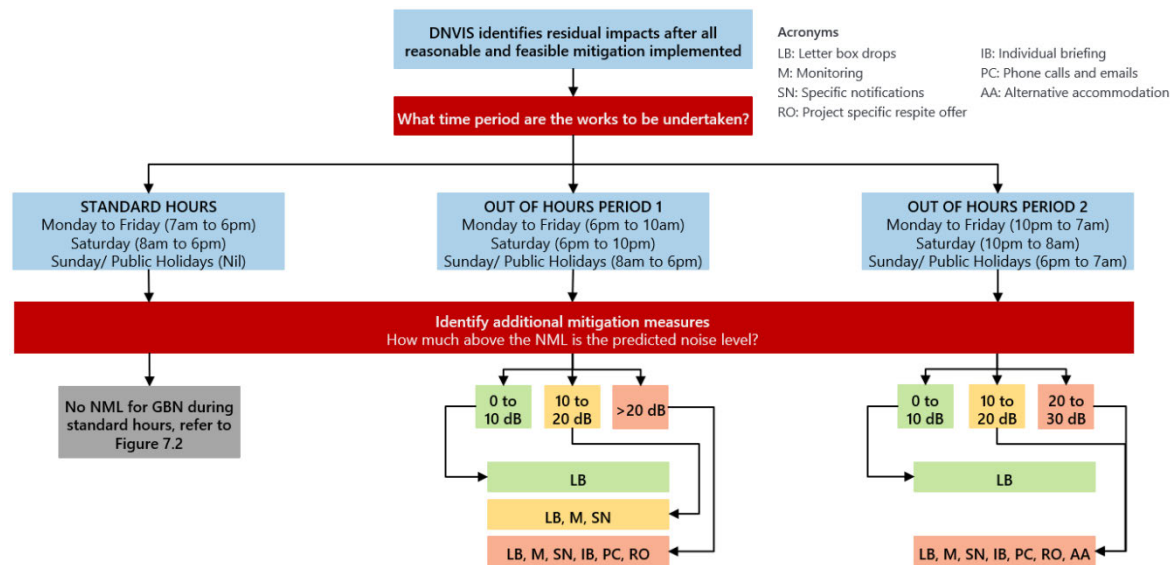 DNVIS identifies residual impacts after all
reasonable and feasible mitigation implemented
Acronyms
LB: Letter box drops
IB: Individual briefing
M: Monitoring
PC: Phone calls and emails
SN: Specific notifications
AA: Alternative accommodation
RO: Project specific respite offer
What time period are the works to be undertaken?
STANDARD HOURS
Monday to Friday (7am to 6pm)
Saturday (8am to 6pm)
Sunday/ Public Holidays (Nil)
OUT OF HOURS PERIOD 1
Monday to Friday (6pm to 10am)
Saturday (6pm to 10pm)
Sunday/ Public Holidays (8am to 6pm)
OUT OF HOURS PERIOD 2
Monday to Friday (10pm to 7am)
Saturday (10pm to 8am)
Sunday/ Public Holidays (6pm to 7am)
Identify additional mitigation measures
How much above the NML is the predicted noise level?
No NML for GBN during
standard hours, refer to
Figure 7.2
0 to
10 dB
10 to
20 dB
>20 dB
LB
LB, M, SN
LB, M, SN, IB, PC, RO
0 to
10 dB
10 to
20 dB
20 to
30 dB
LB
LB, M, SN, IB, PC, RO, AA